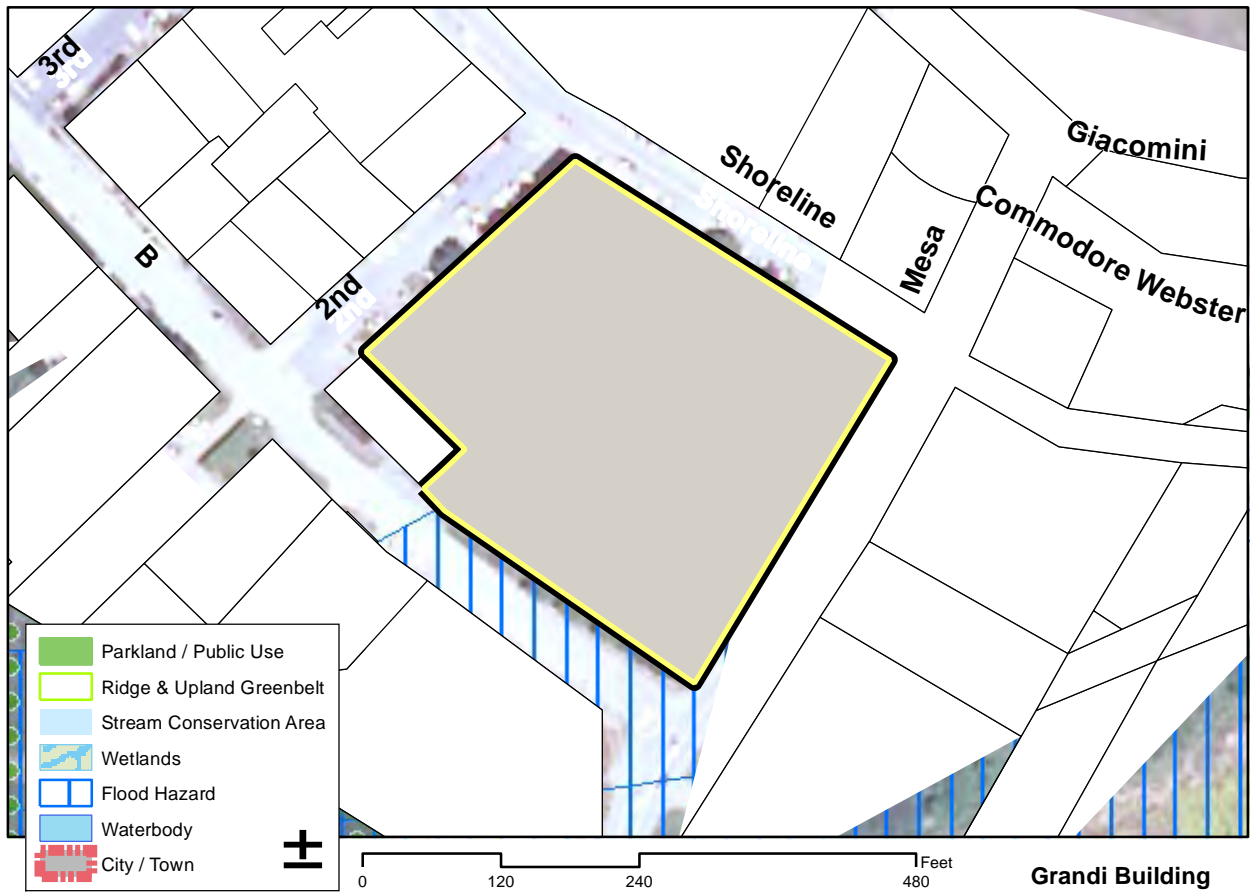 3rd
3rd
Giacomini
Shoreline
Shoreline
Commodore Webster
Mesa
B
2nd
2nd
Parkland / Public Use
Ridge & Upland Greenbelt
Stream Conservation Area
Wetlands
Flood Hazard
Waterbody
City / Town
±
Feet
0 120 240 480
Grandi Building